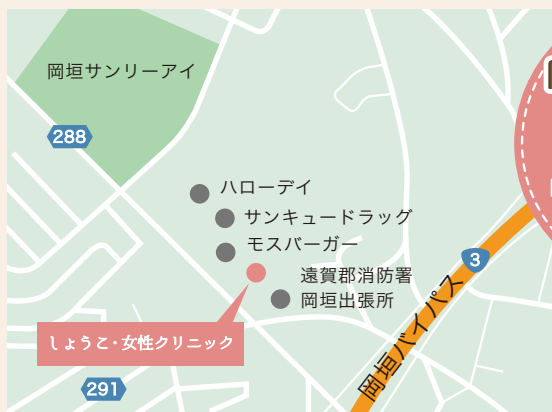 岡垣サンリーアイ
288
ハローデイ
サンキュードラッグ
モスバーガー
3
遠賀郡消防署
岡垣出張所
岡垣バイパス
しょうこ・女性クリニック
291